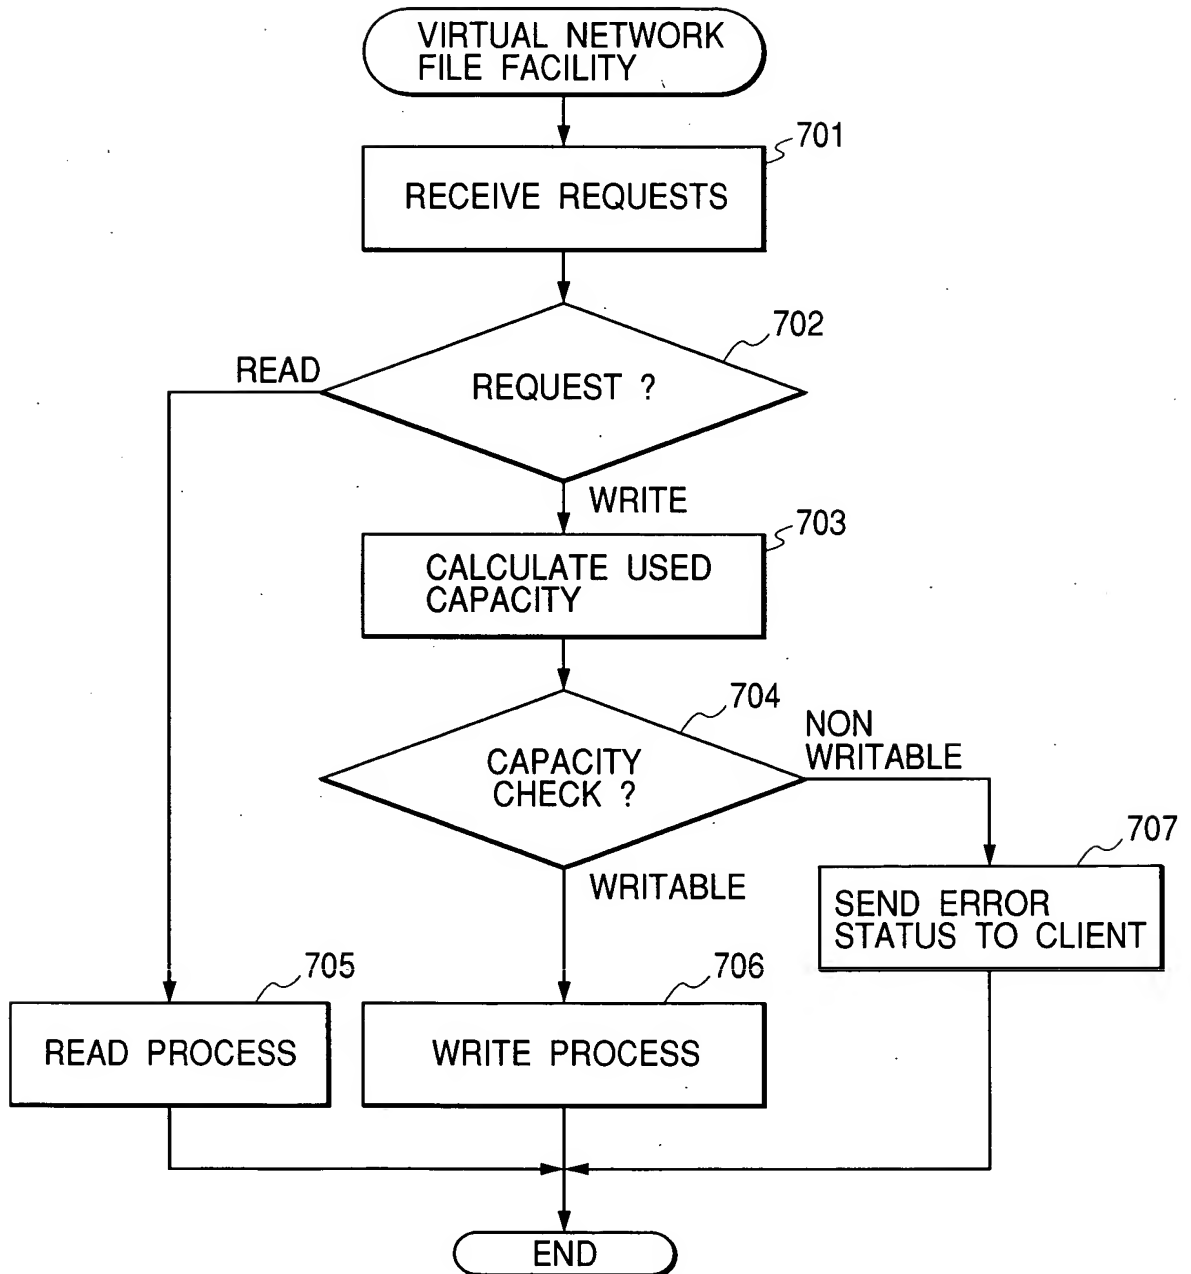 VIRTUAL NETWORK
FILE FACILITY
701
RECEIVE REQUESTS
702
READ
REQUEST ?
WRITE
703
CALCULATE USED
CAPACITY
704
NON
WRITABLE
CAPACITY
CHECK ?
707
WRITABLE
SEND ERROR
STATUS TO CLIENT
705
706
READ PROCESS
WRITE PROCESS
END